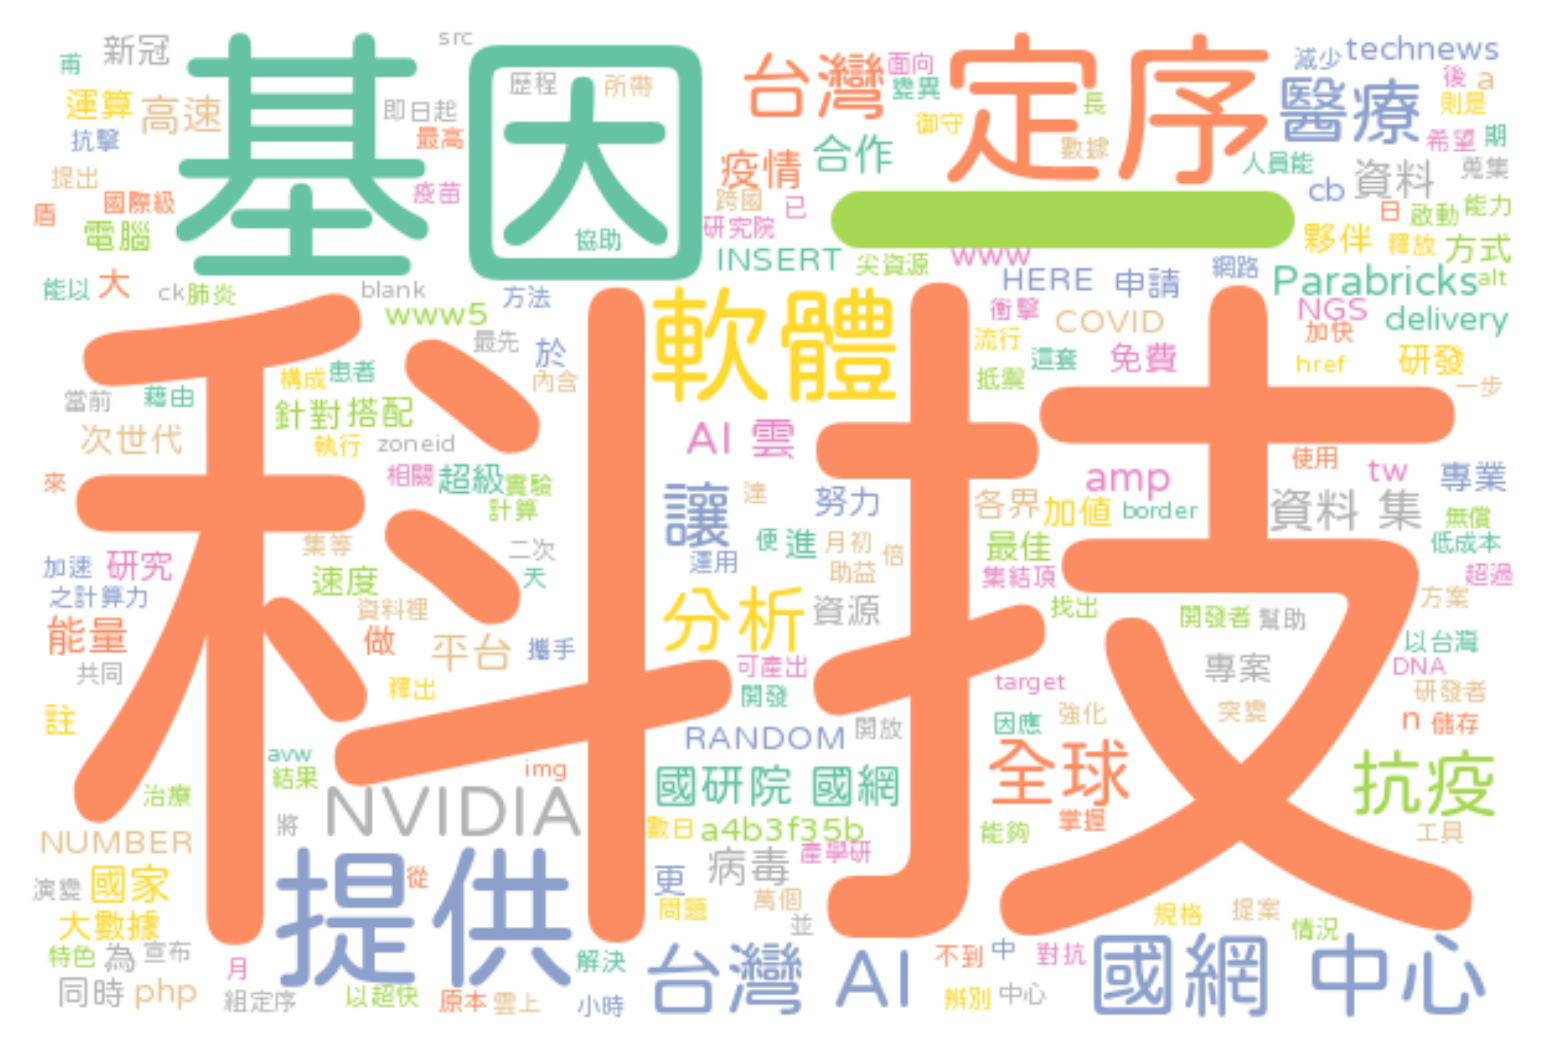 src
甫 新冠
基因 歷程 所帶
台灣 面向 定序 減少 technews
運算 高速 即日起 變異 長 醫療 後 a
抗擊 最高 御守 數據 則是
疫情 合作 希望 期
提出 疫苗 人員能 cb 資料 蒐集
盾 國際級 跨國 已 日 啟動 能力
電腦 協助 研究院 一 夥伴 釋放 方式
INSERT 尖資源 www 網路
能以 大 ck 肺炎 blank 方法 HERE 申請 Parabricks alt
科技 www5 軟體 衝擊 COVID NGS delivery
最先 於 流行 這套 免費 加快 研發
構成 患者 內含 抵禦 href 一步
當前 藉由 針對 搭配
次世代 執行 zoneid AI 雲
來 相關 超級 實驗 amp 使用 tw 專業
計算 讓 達 努力 各界 加值 border 資料 集 無償
集等 二次 運用 便 進 月初 倍 最佳 低成本
加速 研究 速度 天 助益 集結頂 超過
之計算力 資料裡 分析 資源 找出 開發者 幫助 方案
能量 做 平台 攜手 以台灣
共同 可產出 專案 DNA
釋出 開發 target 研發者
註 RANDOM 開放 因應 強化 突變 n 儲存
avw
結果 img 國研院 國網 全球 抗疫
治療 NVIDIA
將 數日 a4b3f35b 能夠 掌握 工具
NUMBER 病毒 產學研
演變 國家 提供 從 更 萬個
大數據 問題 並 規格 提案 情況
特色 為 宣布 月 解決 台灣 AI 不到 中 對抗 國網 中心
同時 php 組定序 以超快 原本 雲上 小時 辨別 中心